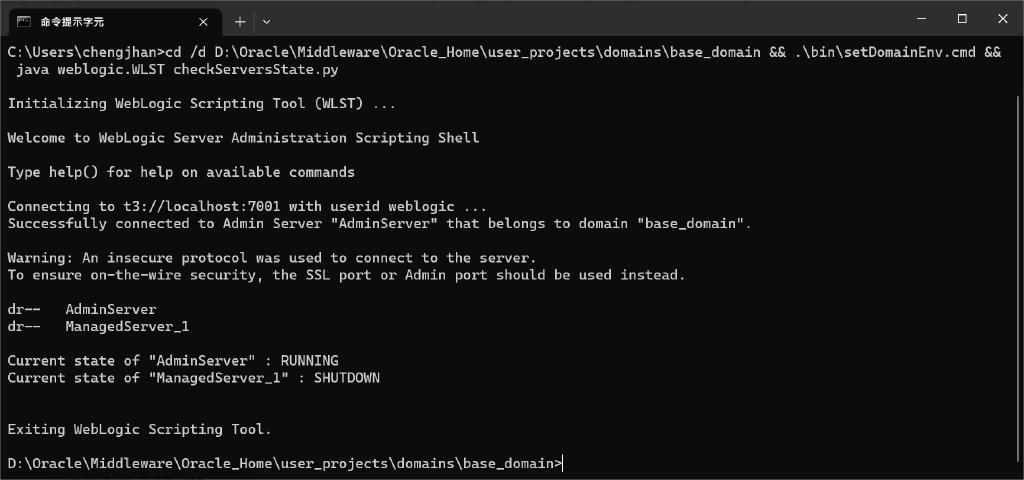 命令提示字元
C:\Users\chengjhan>cd /d D:\Oracle\Middleware\Oracle_Home\user_projects\domains\base_domain && .\bin\setDomainEnv.cmd &&
java weblogic.WLST checkServersState.py
Initializing WebLogic Scripting Tool (WLST) ...
Welcome to WebLogic Server Administration Scripting Shell
Type help() for help on available commands
Connecting to t3://localhost:7001 with userid weblogic ...
Successfully connected to Admin Server "AdminServer" that belongs to domain "base_domain".
Warning: An insecure protocol was used to connect to the server.
To ensure on-the-wire security, the SSL port or Admin port should be used instead.
dr--   AdminServer
dr--   ManagedServer_1
Current state of "AdminServer" : RUNNING
Current state of "ManagedServer_1" : SHUTDOWN
Exiting WebLogic Scripting Tool.
D:\Oracle\Middleware\Oracle_Home\user_projects\domains\base_domain>